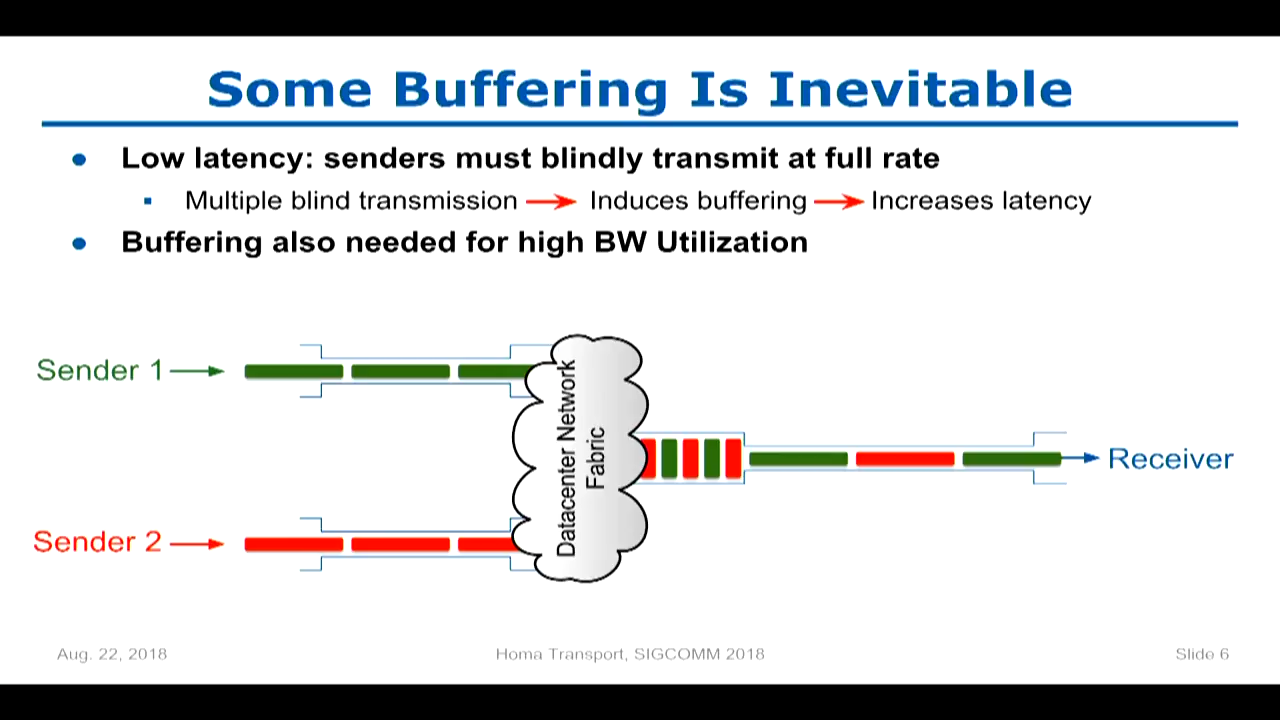 Some Buffering Is Inevitable
Low latency: senders must blindly transmit at full rate
Multiple blind transmission Induces buffering Increases latency
Buffering also needed for high BW Utilization
Sender 1
Datacenter Network
Fabric
Receiver
Sender 2
Aug. 22, 2018 Homa Transport, SIGCOMM 2018 Slide 6